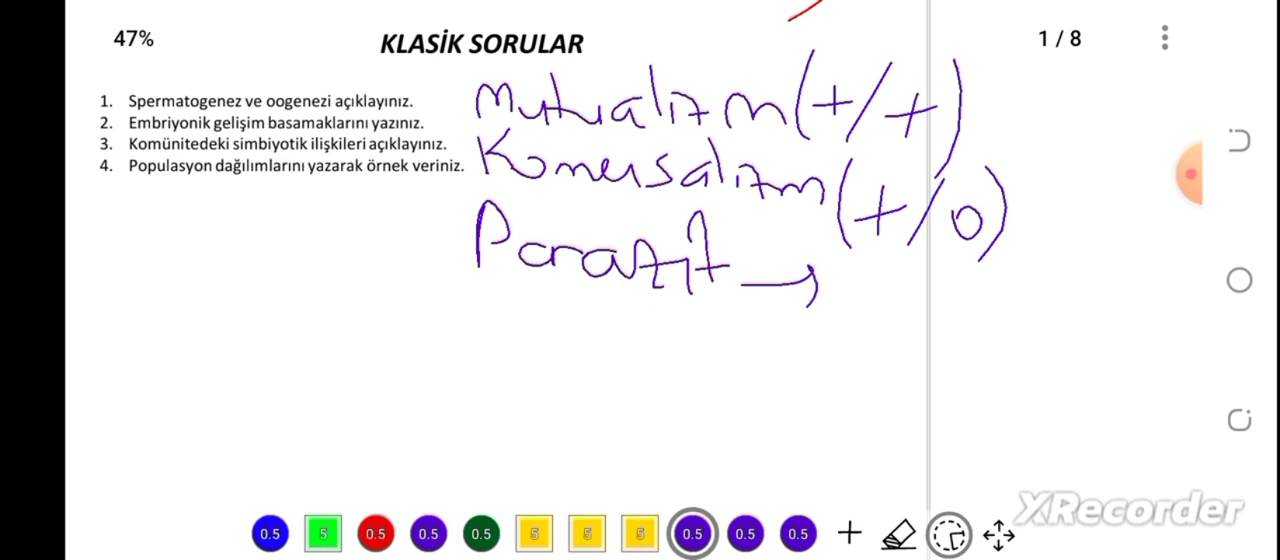 47%
KLASİK SORULAR
1 / 8
1. Spermatogenez ve oogenezi açıklayınız.
2. Embriyonik gelişim basamaklarını yazınız.
3. Komünitedeki simbiyotik ilişkileri açıklayınız.
4. Populasyon dağılımlarını yazarak örnek veriniz.
Mutualizm (+/+)
Komersalizm (+/0)
Parazit →
0.5 5 0.5 0.5 0.5 5 5 5 0.5 0.5 0.5
XRecorder